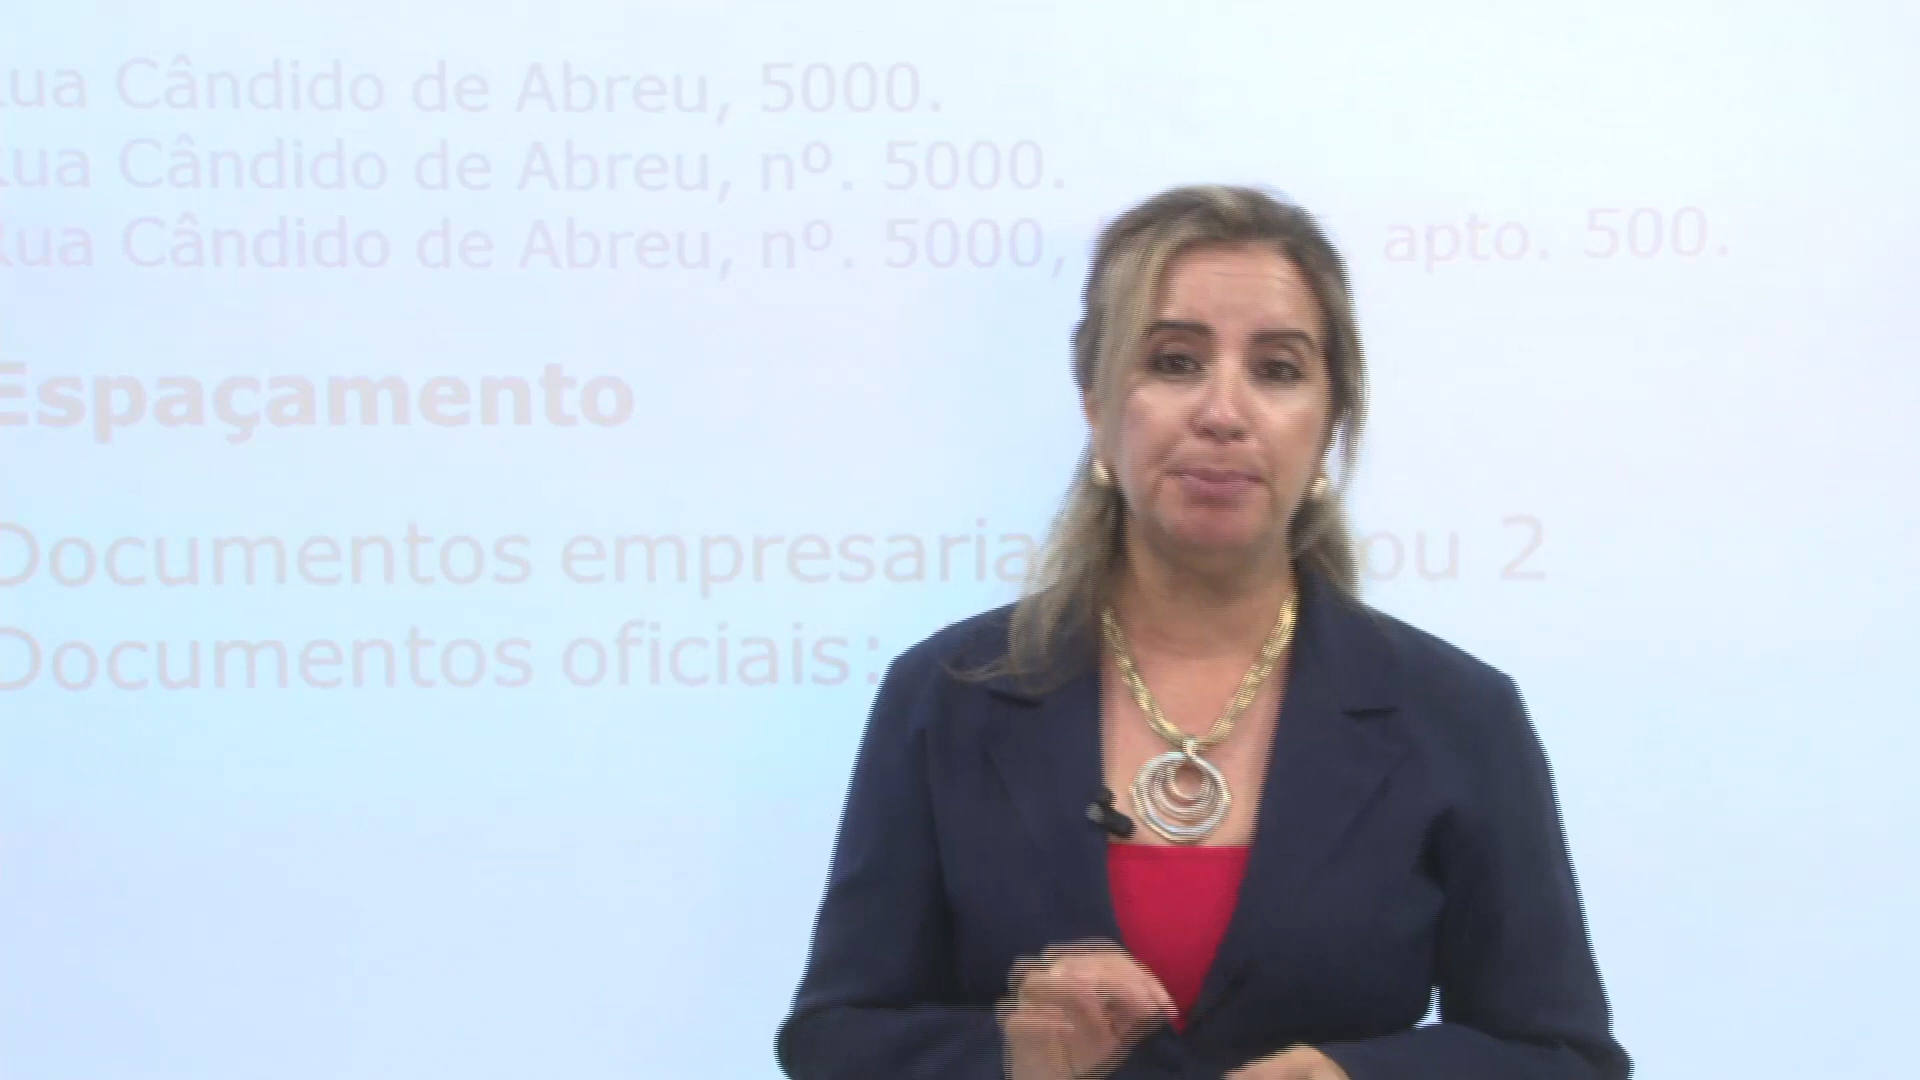 Rua Cândido de Abreu, 5000.
Rua Cândido de Abreu, nº. 5000.
Rua Cândido de Abreu, nº. 5000, apto. 500.
Espaçamento
Documentos ou 2
Documentos oficiais: